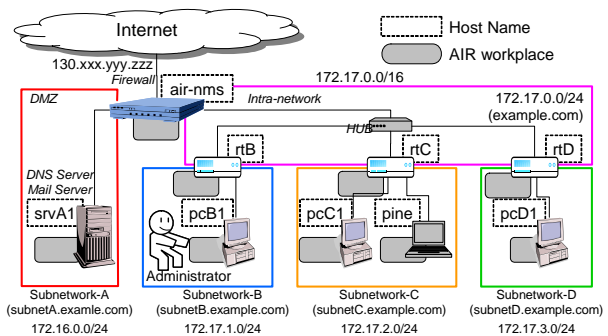 Internet
Host Name
AIR workplace
130.xxx.yyy.zzz
Firewall
air-nms
172.17.0.0/16
DMZ
Intra-network
172.17.0.0/24
(example.com)
HUB
rtB
rtC
rtD
DNS Server
Mail Server
srvA1
pcB1
pcC1
pine
pcD1
Administrator
Subnetwork-A
(subnetA.examle.com)
172.16.0.0/24
Subnetwork-B
(subnetB.example.com)
172.17.1.0/24
Subnetwork-C
(subnetC.example.com)
172.17.2.0/24
Subnetwork-D
(subnetD.example.com)
172.17.3.0/24